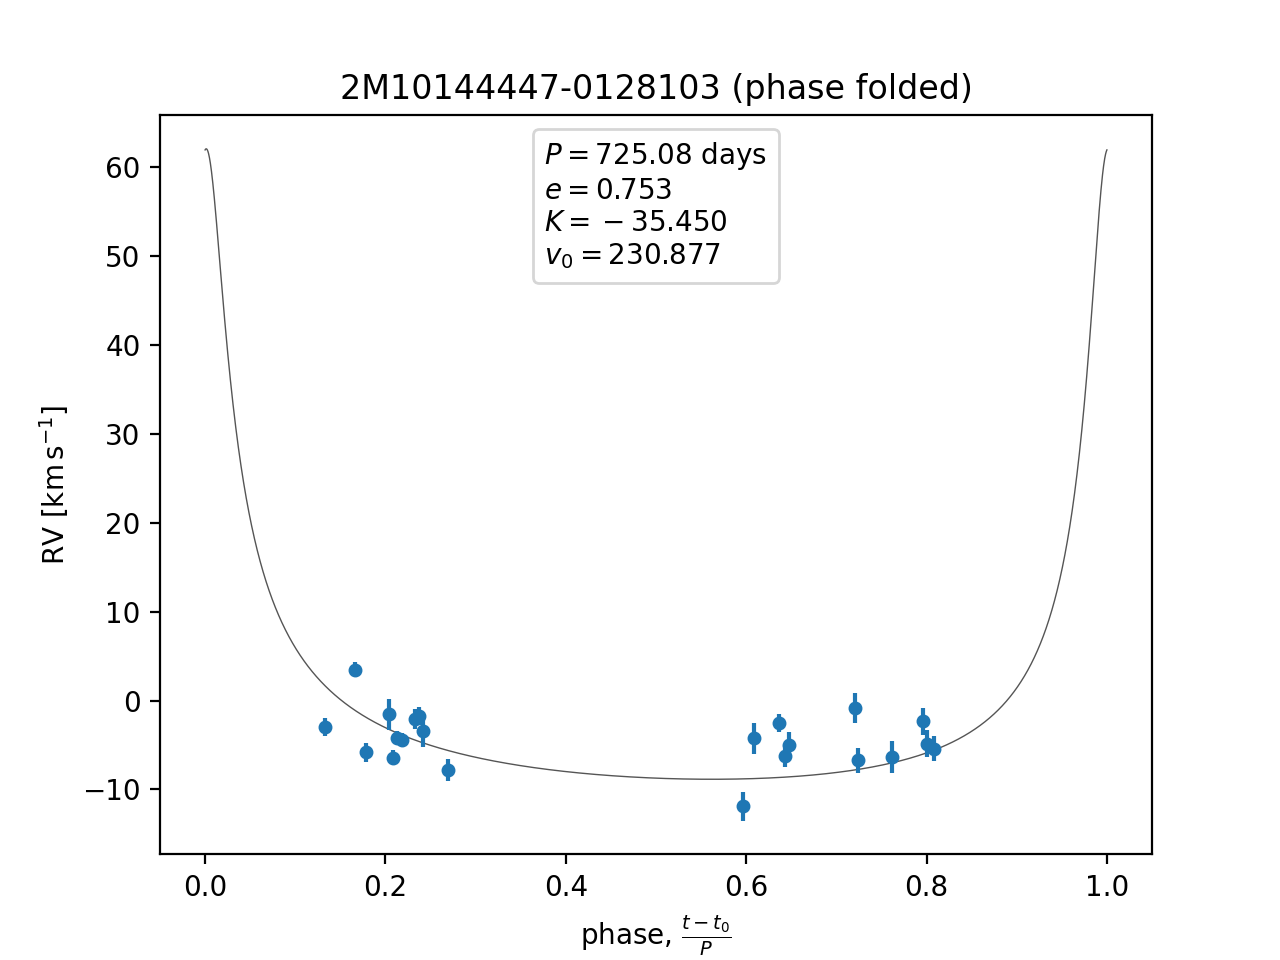 2M10144447-0128103 (phase folded)
P = 725.08 days
e = 0.753
K = −35.450
v₀ = 230.877
60
50
40
30
20
10
0
−10
RV [km s⁻¹]
0.0 0.2 0.4 0.6 0.8 1.0
phase, (t − t₀)/P